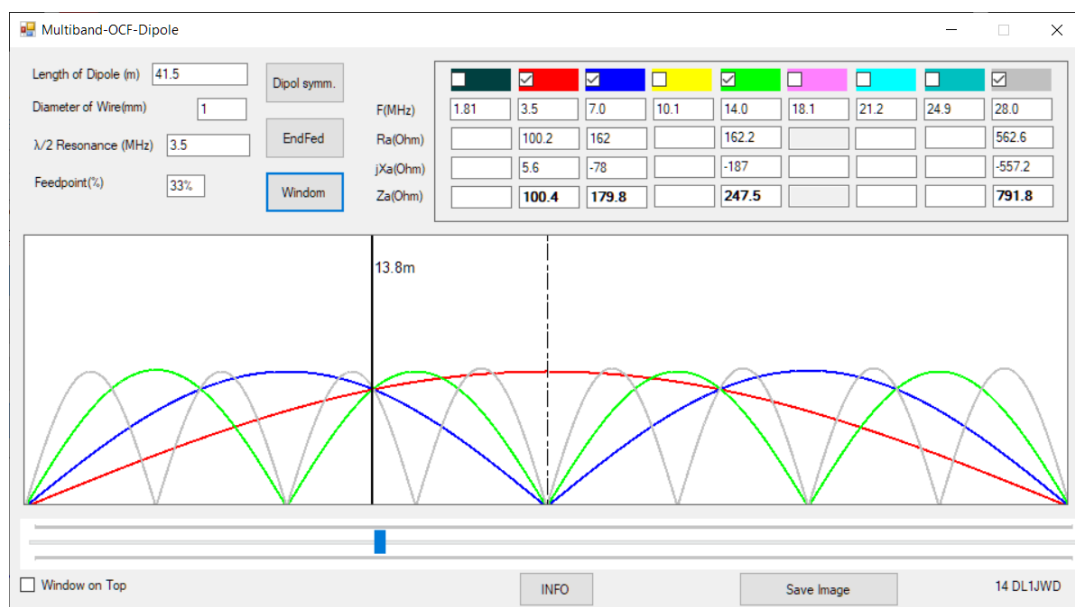 Multiband-OCF-Dipole
Length of Dipole (m) 41.5
Dipol symm.
Diameter of Wire(mm) 1
λ/2 Resonance (MHz) 3.5
EndFed
Feedpoint(%) 33%
Windom
F(MHz) 1.81 3.5 7.0 10.1 14.0 18.1 21.2 24.9 28.0
Ra(Ohm) 100.2 162 162.2 562.6
jXa(Ohm) 5.6 -78 -187 -557.2
Za(Ohm) 100.4 179.8 247.5 791.8
13.8m
Window on Top
INFO
Save Image
14 DL1JWD